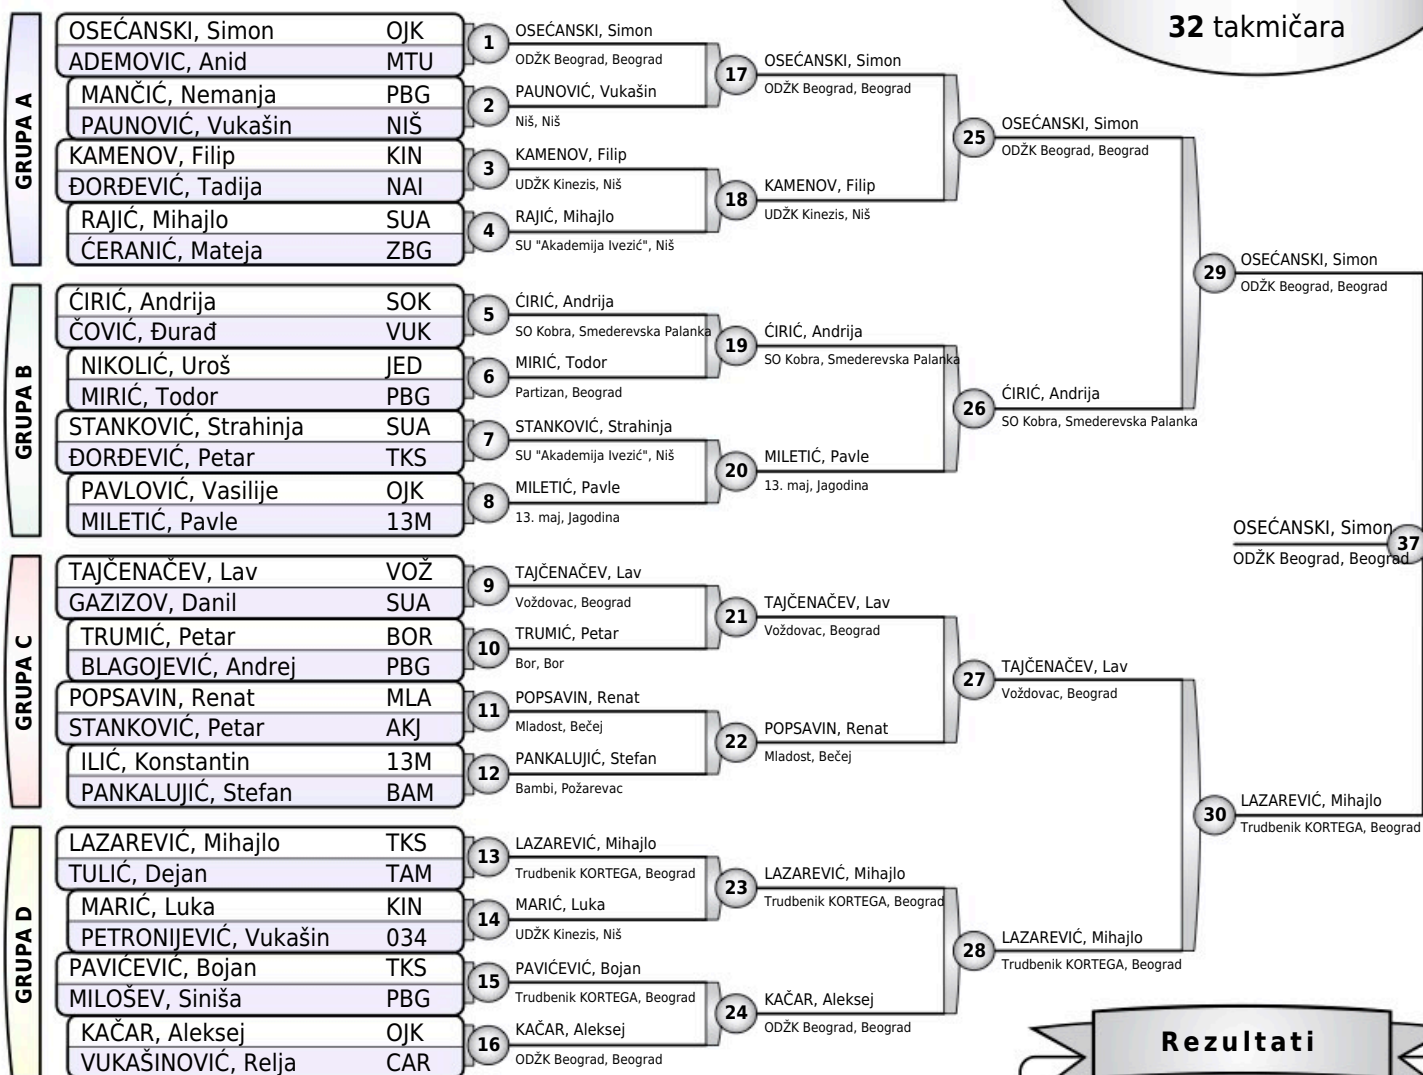 32 takmičara
GRUPA A
OSEĆANSKI, Simon OJK
ADEMOVIC, Anid MTU
MANČIĆ, Nemanja PBG
PAUNOVIĆ, Vukašin NIŠ
KAMENOV, Filip KIN
ĐORĐEVIĆ, Tadija NAI
RAJIĆ, Mihajlo SUA
ĆERANIĆ, Mateja ZBG
GRUPA B
ĆIRIĆ, Andrija SOK
ČOVIĆ, Đurađ VUK
NIKOLIĆ, Uroš JED
MIRIĆ, Todor PBG
STANKOVIĆ, Strahinja SUA
ĐORĐEVIĆ, Petar TKS
PAVLOVIĆ, Vasilije OJK
MILETIĆ, Pavle 13M
GRUPA C
TAJČENAČEV, Lav VOŽ
GAZIZOV, Danil SUA
TRUMIĆ, Petar BOR
BLAGOJEVIĆ, Andrej PBG
POPSAVIN, Renat MLA
STANKOVIĆ, Petar AKJ
ILIĆ, Konstantin 13M
PANKALUJIĆ, Stefan BAM
GRUPA D
LAZAREVIĆ, Mihajlo TKS
TULIĆ, Dejan TAM
MARIĆ, Luka KIN
PETRONIJEVIĆ, Vukašin 034
PAVIĆEVIĆ, Bojan TKS
MILOŠEV, Siniša PBG
KAČAR, Aleksej OJK
VUKAŠINOVIĆ, Relja CAR
1 OSEĆANSKI, Simon
ODŽK Beograd, Beograd
2 PAUNOVIĆ, Vukašin
Niš, Niš
3 KAMENOV, Filip
UDŽK Kinezis, Niš
4 RAJIĆ, Mihajlo
SU "Akademija Ivezić", Niš
5 ĆIRIĆ, Andrija
SO Kobra, Smederevska Palanka
6 MIRIĆ, Todor
Partizan, Beograd
7 STANKOVIĆ, Strahinja
SU "Akademija Ivezić", Niš
8 MILETIĆ, Pavle
13. maj, Jagodina
9 TAJČENAČEV, Lav
Voždovac, Beograd
10 TRUMIĆ, Petar
Bor, Bor
11 POPSAVIN, Renat
Mladost, Bečej
12 PANKALUJIĆ, Stefan
Bambi, Požarevac
13 LAZAREVIĆ, Mihajlo
Trudbenik KORTEGA, Beograd
14 MARIĆ, Luka
UDŽK Kinezis, Niš
15 PAVIĆEVIĆ, Bojan
Trudbenik KORTEGA, Beograd
16 KAČAR, Aleksej
ODŽK Beograd, Beograd
17 OSEĆANSKI, Simon
ODŽK Beograd, Beograd
18 KAMENOV, Filip
UDŽK Kinezis, Niš
19 ĆIRIĆ, Andrija
SO Kobra, Smederevska Palanka
20 MILETIĆ, Pavle
13. maj, Jagodina
21 TAJČENAČEV, Lav
Voždovac, Beograd
22 POPSAVIN, Renat
Mladost, Bečej
23 LAZAREVIĆ, Mihajlo
Trudbenik KORTEGA, Beograd
24 KAČAR, Aleksej
ODŽK Beograd, Beograd
25 OSEĆANSKI, Simon
ODŽK Beograd, Beograd
26 ĆIRIĆ, Andrija
SO Kobra, Smederevska Palanka
27 TAJČENAČEV, Lav
Voždovac, Beograd
28 LAZAREVIĆ, Mihajlo
Trudbenik KORTEGA, Beograd
29 OSEĆANSKI, Simon
ODŽK Beograd, Beograd
30 LAZAREVIĆ, Mihajlo
Trudbenik KORTEGA, Beograd
OSEĆANSKI, Simon 37
ODŽK Beograd, Beograd
Rezultati